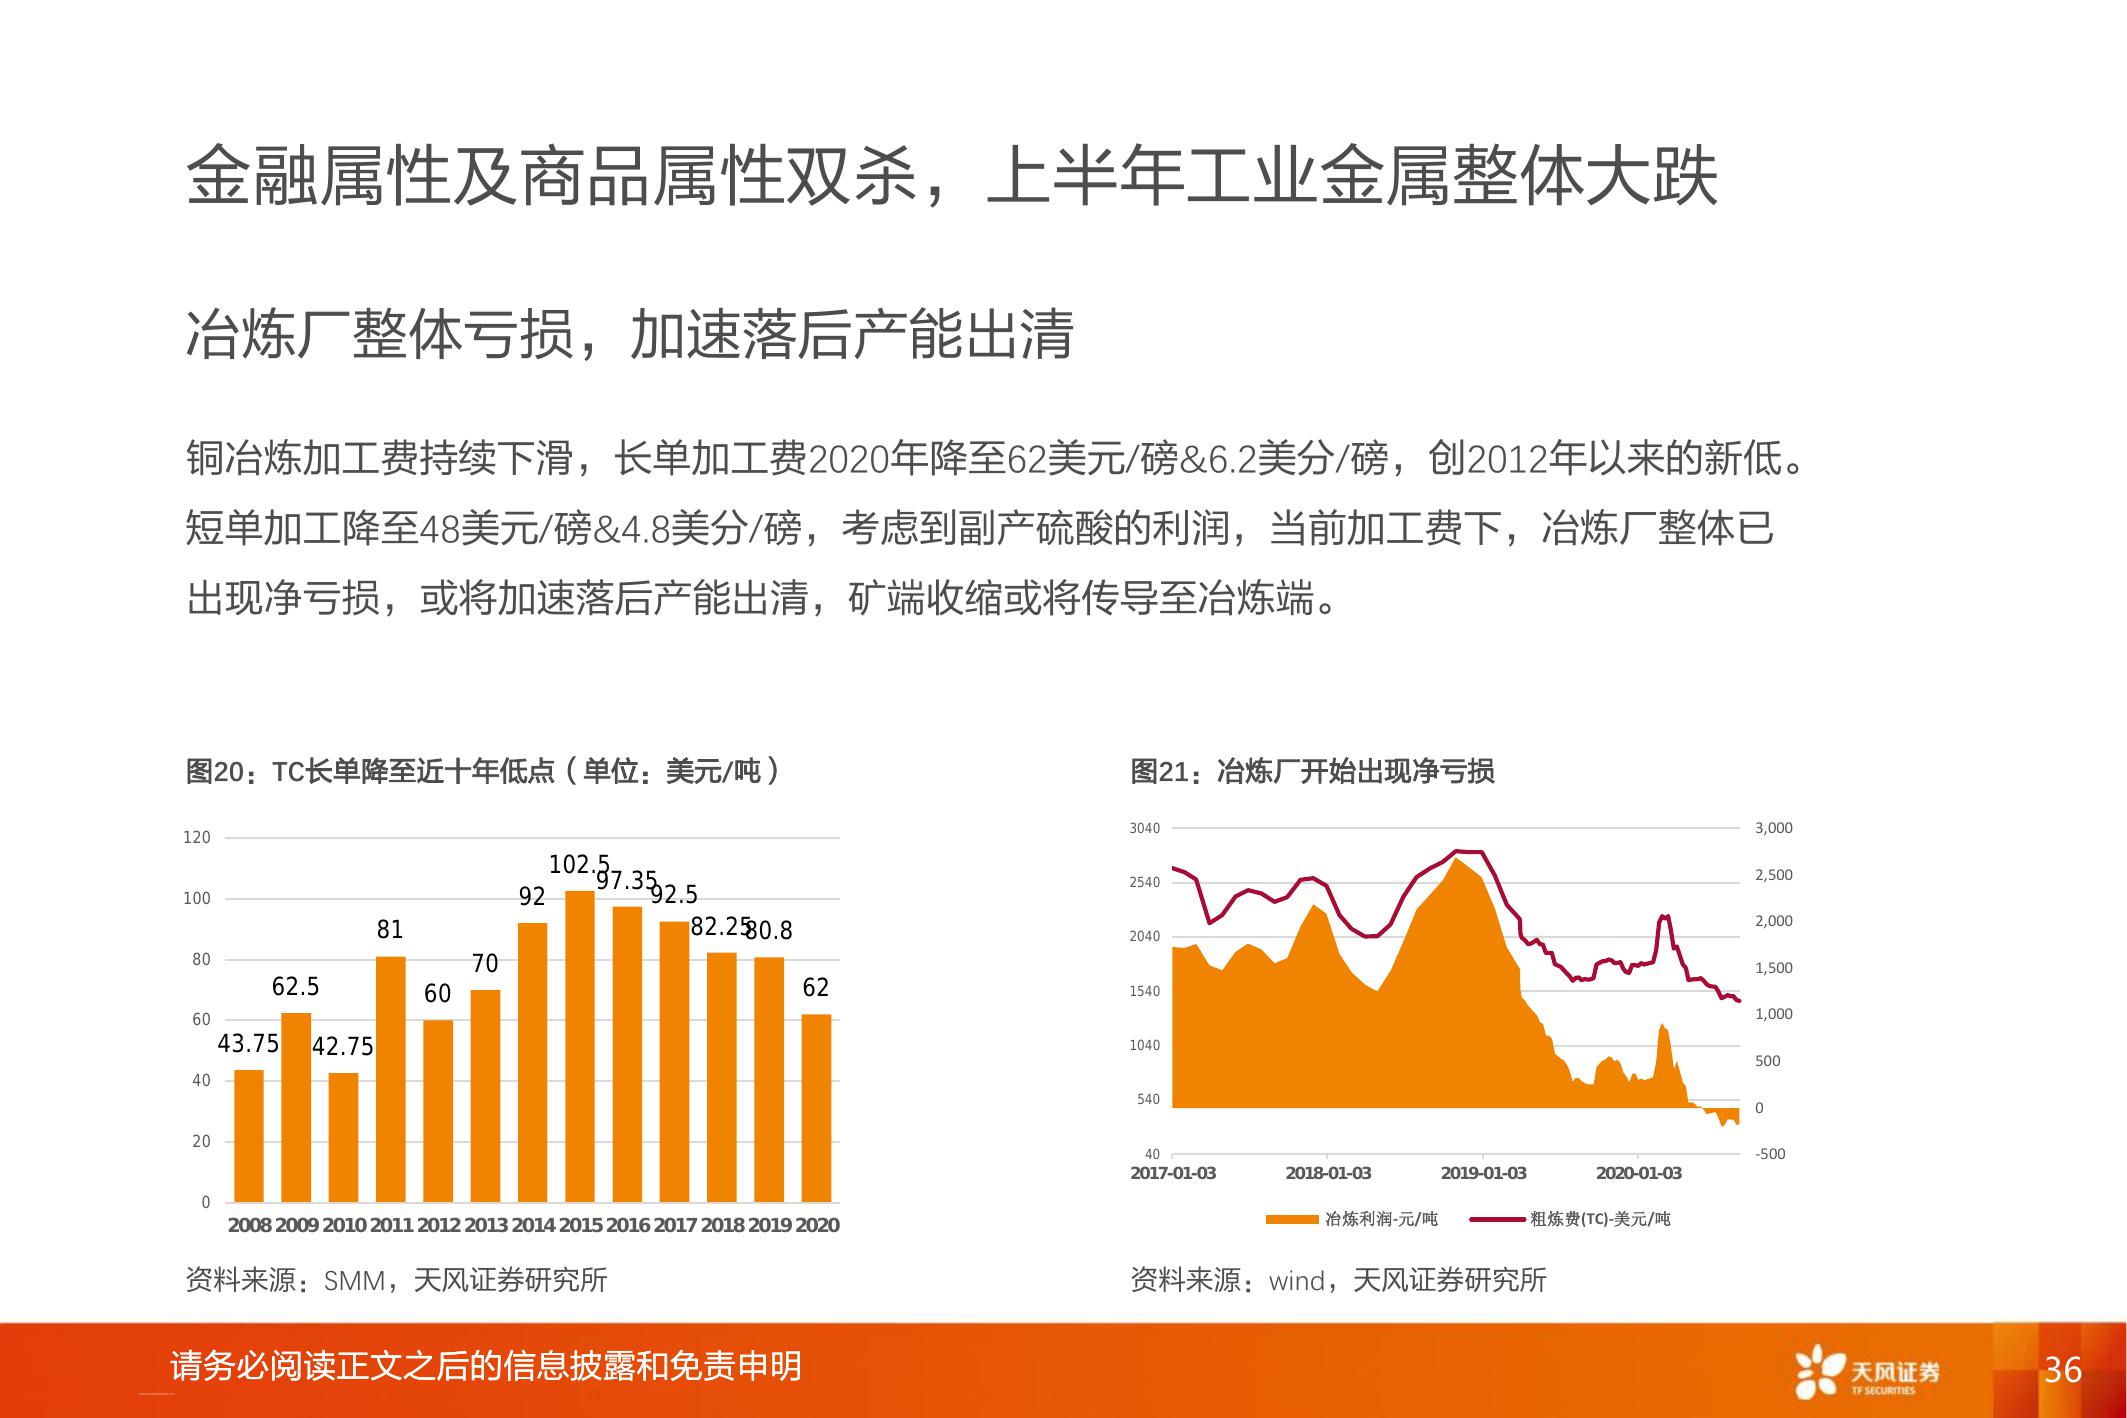 金融属性及商品属性双杀，上半年工业金属整体大跌
冶炼厂整体亏损，加速落后产能出清
铜冶炼加工费持续下滑，长单加工费2020年降至62美元/磅&6.2美分/磅，创2012年以来的新低。
短单加工降至48美元/磅&4.8美分/磅，考虑到副产硫酸的利润，当前加工费下，冶炼厂整体已
出现净亏损，或将加速落后产能出清，矿端收缩或将传导至冶炼端。
图20：TC长单降至近十年低点（单位：美元/吨）
120
100
80
60
40
20
0
43.75
62.5
42.75
81
60
70
92
102.5
97.35
92.5
82.25
80.8
62
2008 2009 2010 2011 2012 2013 2014 2015 2016 2017 2018 2019 2020
资料来源：SMM，天风证券研究所
图21：冶炼厂开始出现净亏损
3040
2540
2040
1540
1040
540
40
3,000
2,500
2,000
1,500
1,000
500
0
-500
2017-01-03 2018-01-03 2019-01-03 2020-01-03
冶炼利润-元/吨 粗炼费(TC)-美元/吨
资料来源：wind，天风证券研究所
请务必阅读正文之后的信息披露和免责申明
天风证券
TF SECURITIES
36